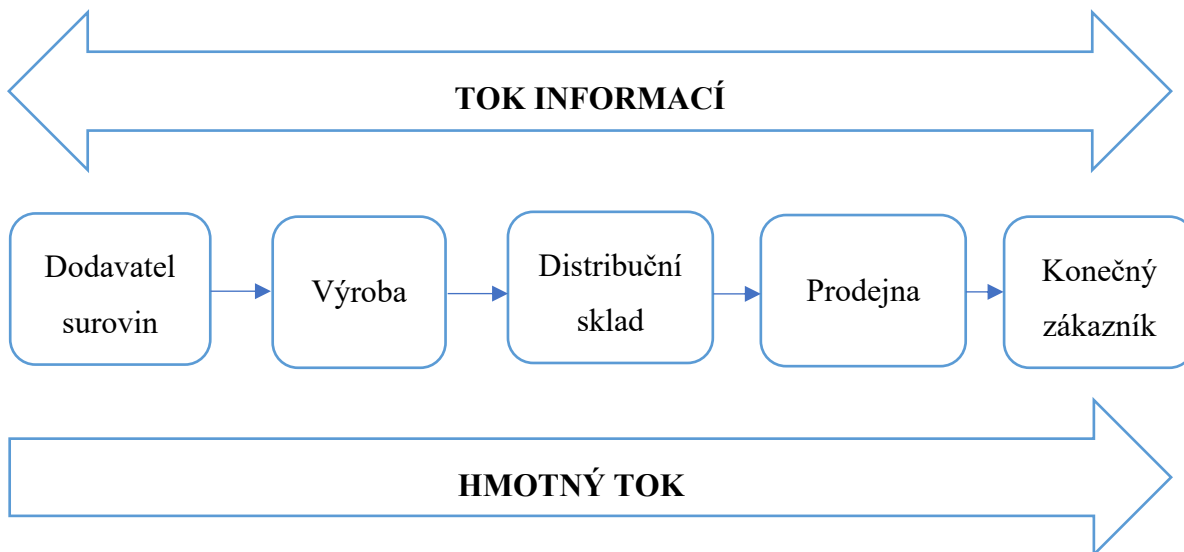 TOK INFORMACÍ
Dodavatel
surovin
Výroba
Distribuční
sklad
Prodejna
Konečný
zákazník
HMOTNÝ TOK